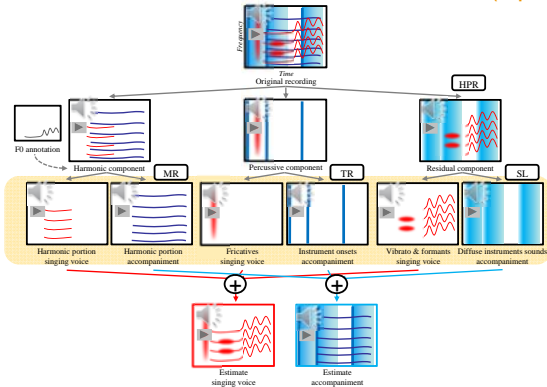 Frequency
Time
Original recording
HPR
F0 annotation
Harmonic component
Percussive component
Residual component
MR
TR
SL
Harmonic portion
singing voice
Harmonic portion
accompaniment
Fricatives
singing voice
Instrument onsets
accompaniment
Vibrato & formants
singing voice
Diffuse instruments sounds
accompaniment
+
+
Estimate
singing voice
Estimate
accompaniment